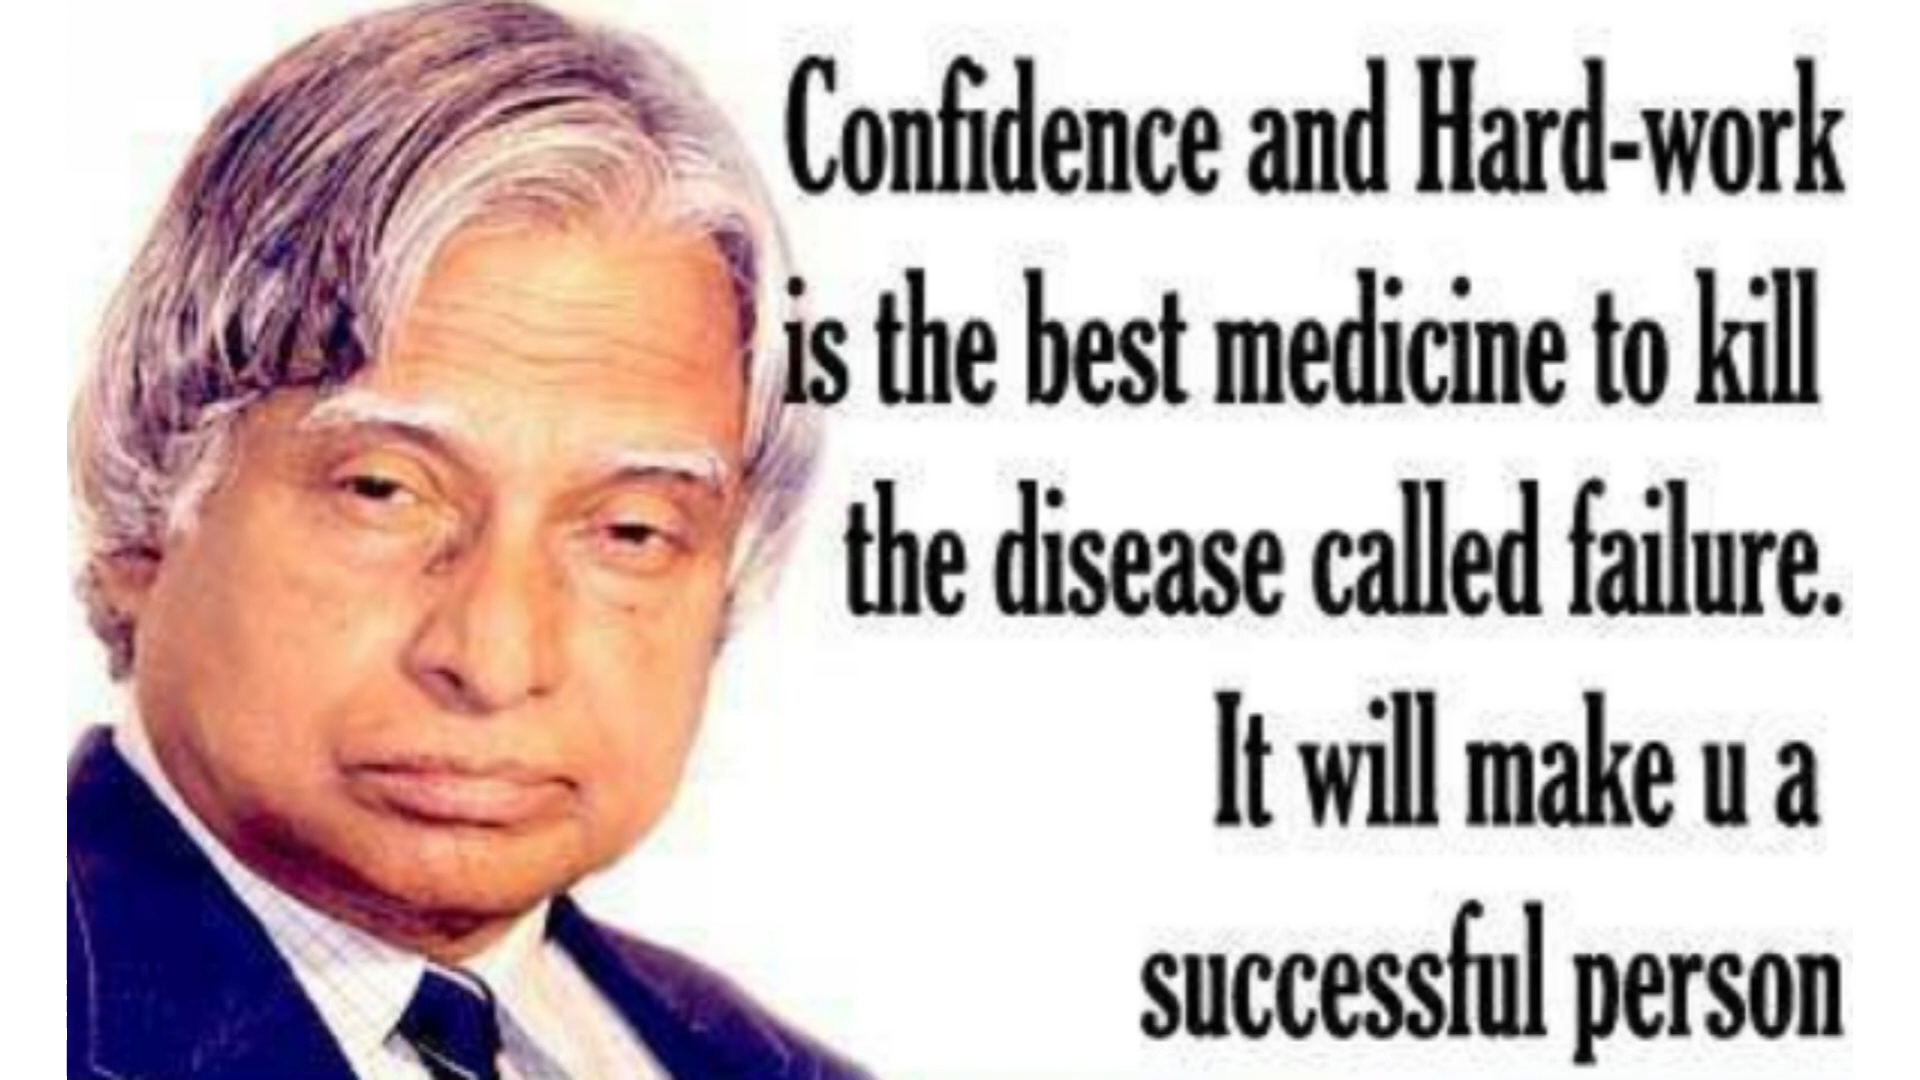 Confidence and Hard-work
is the best medicine to kill
the disease called failure.
It will make u a
successful person